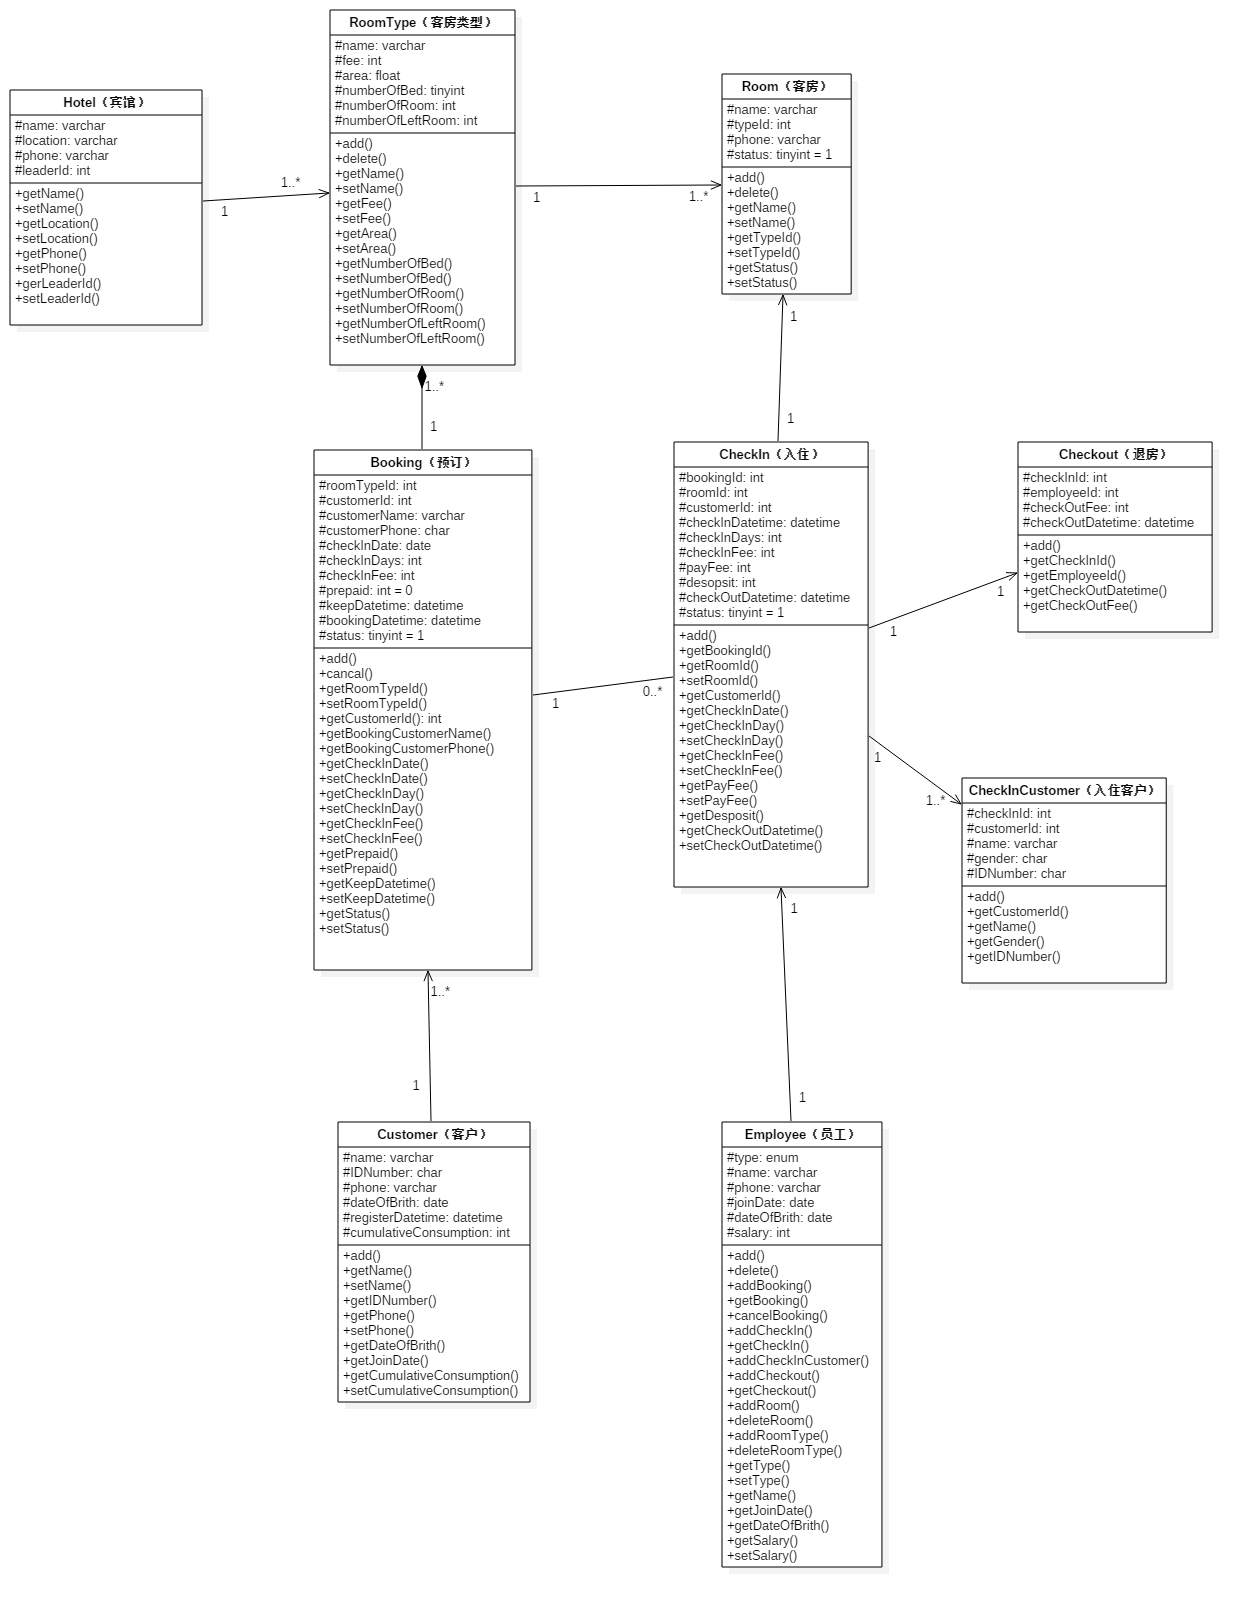 RoomType（客房类型）
#name: varchar
#fee: int
#area: float
#numberOfBed: tinyint
#numberOfRoom: int
#numberOfLeftRoom: int
+add()
+delete()
+getName()
+setName()
+getFee()
+setFee()
+getArea()
+setArea()
+getNumberOfBed()
+setNumberOfBed()
+getNumberOfRoom()
+setNumberOfRoom()
+getNumberOfLeftRoom()
+setNumberOfLeftRoom()
Hotel（宾馆）
#name: varchar
#location: varchar
#phone: varchar
#leaderId: int
+getName()
+setName()
+getLocation()
+setLocation()
+getPhone()
+setPhone()
+gerLeaderId()
+setLeaderId()
1..*
1
Room（客房）
#name: varchar
#typeId: int
#phone: varchar
#status: tinyint = 1
+add()
+delete()
+getName()
+setName()
+getTypeId()
+setTypeId()
+getStatus()
+setStatus()
1
1..*
1
1
1..*
1
Booking（预订）
#roomTypeId: int
#customerId: int
#customerName: varchar
#customerPhone: char
#checkInDate: date
#checkInDays: int
#checkInFee: int
#prepaid: int = 0
#keepDatetime: datetime
#bookingDatetime: datetime
#status: tinyint = 1
+add()
+cancal()
+getRoomTypeId()
+setRoomTypeId()
+getCustomerId(): int
+getBookingCustomerName()
+getBookingCustomerPhone()
+getCheckInDate()
+setCheckInDate()
+getCheckInDay()
+setCheckInDay()
+getCheckInFee()
+setCheckInFee()
+getPrepaid()
+setPrepaid()
+getKeepDatetime()
+setKeepDatetime()
+getStatus()
+setStatus()
1
0..*
CheckIn（入住）
#bookingId: int
#roomId: int
#customerId: int
#checkInDatetime: datetime
#checkInDays: int
#checkInFee: int
#payFee: int
#desopsit: int
#checkOutDatetime: datetime
#status: tinyint = 1
+add()
+getBookingId()
+getRoomId()
+setRoomId()
+getCustomerId()
+getCheckInDate()
+getCheckInDay()
+setCheckInDay()
+getCheckInFee()
+setCheckInFee()
+getPayFee()
+setPayFee()
+getDesposit()
+getCheckOutDatetime()
+setCheckOutDatetime()
Checkout（退房）
#checkInId: int
#employeeId: int
#checkOutFee: int
#checkOutDatetime: datetime
+add()
+getCheckInId()
+getEmployeeId()
+getCheckOutDatetime()
+getCheckOutFee()
1
1
1
1..*
CheckInCustomer（入住客户）
#checkInId: int
#customerId: int
#name: varchar
#gender: char
#IDNumber: char
+add()
+getCustomerId()
+getName()
+getGender()
+getIDNumber()
1..*
1
1
1
Customer（客户）
#name: varchar
#IDNumber: char
#phone: varchar
#dateOfBrith: date
#registerDatetime: datetime
#cumulativeConsumption: int
+add()
+getName()
+setName()
+getIDNumber()
+getPhone()
+setPhone()
+getDateOfBrith()
+getJoinDate()
+getCumulativeConsumption()
+setCumulativeConsumption()
Employee（员工）
#type: enum
#name: varchar
#phone: varchar
#joinDate: date
#dateOfBrith: date
#salary: int
+add()
+delete()
+addBooking()
+getBooking()
+cancelBooking()
+addCheckIn()
+getCheckIn()
+addCheckInCustomer()
+addCheckout()
+getCheckout()
+addRoom()
+deleteRoom()
+addRoomType()
+deleteRoomType()
+getType()
+setType()
+getName()
+getJoinDate()
+getDateOfBrith()
+getSalary()
+setSalary()